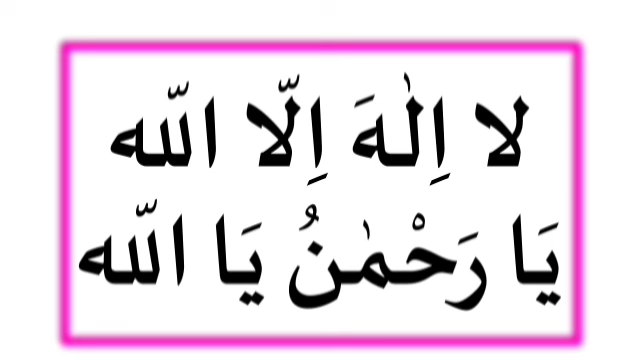 لا اِلٰهَ اِلّا اللّه
يَا رَحْمٰنُ يَا اللّه